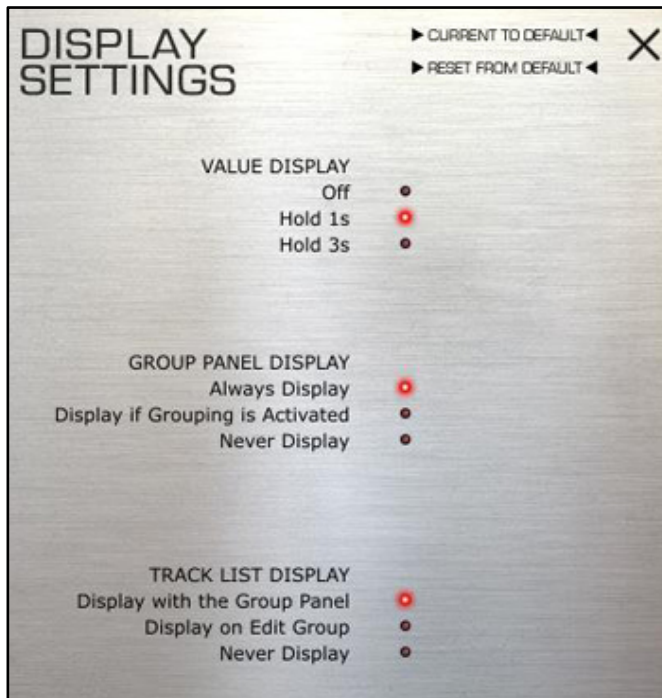 DISPLAY
SETTINGS
▶ CURRENT TO DEFAULT ◀
▶ RESET FROM DEFAULT ◀
VALUE DISPLAY
Off
Hold 1s
Hold 3s
GROUP PANEL DISPLAY
Always Display
Display if Grouping is Activated
Never Display
TRACK LIST DISPLAY
Display with the Group Panel
Display on Edit Group
Never Display